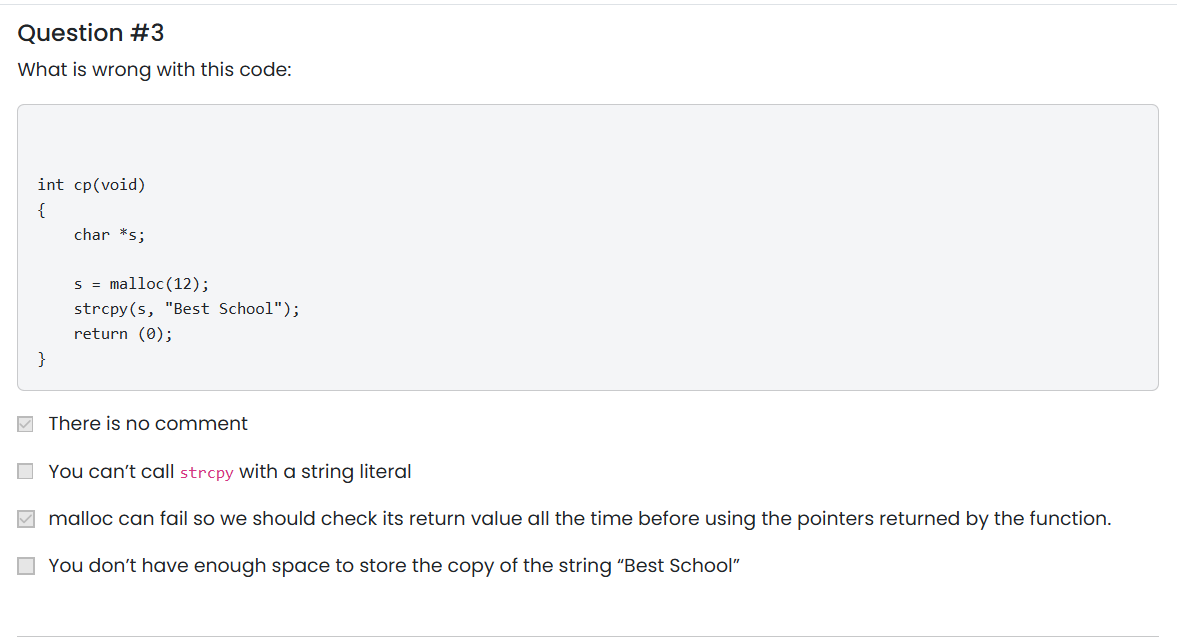 Question #3
What is wrong with this code:
int cp(void)
{
    char *s;
    s = malloc(12);
    strcpy(s, "Best School");
    return (0);
}
There is no comment
You can’t call strcpy with a string literal
malloc can fail so we should check its return value all the time before using the pointers returned by the function.
You don’t have enough space to store the copy of the string “Best School”